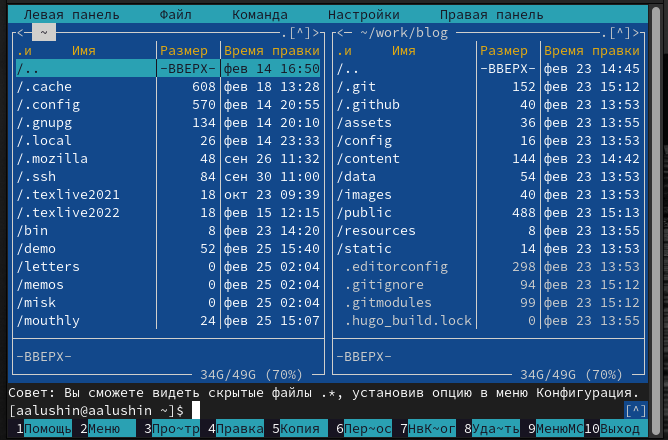 Левая панель Файл Команда Настройки Правая панель
<─ ~ .[^]> <─ ~/work/blog .[^]>
.и Имя Размер Время правки .и Имя Размер Время правки
/.. -ВВЕРХ- фев 14 16:50 /.. -ВВЕРХ- фев 23 14:45
/.cache 608 фев 18 13:28 /.git 152 фев 23 15:12
/.config 570 фев 14 20:55 /.github 40 фев 23 13:53
/.gnupg 134 фев 14 20:10 /assets 36 фев 23 13:55
/.local 26 фев 14 23:33 /config 16 фев 23 13:53
/.mozilla 48 сен 26 11:32 /content 144 фев 23 14:42
/.ssh 84 сен 30 11:00 /data 54 фев 23 13:53
/.texlive2021 18 окт 23 09:39 /images 40 фев 23 13:53
/.texlive2022 18 фев 15 12:15 /public 488 фев 23 15:13
/bin 8 фев 23 14:20 /resources 8 фев 23 13:55
/demo 52 фев 25 15:40 /static 14 фев 23 13:53
/letters 0 фев 25 02:04 .editorconfig 298 фев 23 13:53
/memos 0 фев 25 02:04 .gitignore 94 фев 23 15:12
/misk 0 фев 25 02:04 .gitmodules 99 фев 23 15:12
/mouthly 24 фев 25 15:07 .hugo_build.lock 0 фев 23 13:55
-ВВЕРХ- -ВВЕРХ-
34G/49G (70%) 34G/49G (70%)
Совет: Вы сможете видеть скрытые файлы .*, установив опцию в меню Конфигурация.
[aalushin@aalushin ~]$ [^]
1Помощь 2Меню 3Про~тр 4Правка 5Копия 6Пер~ос 7НвК~ог 8Уда~ть 9МенюMC 10Выход